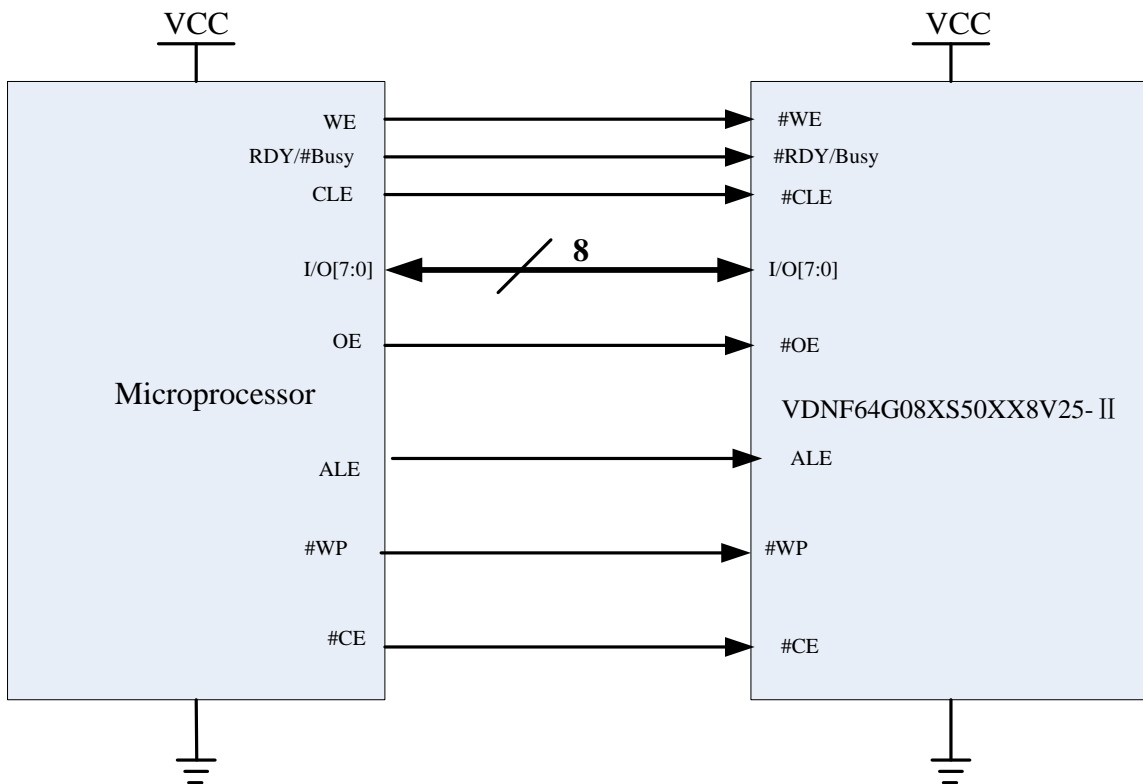 VCC
VCC
WE
#WE
RDY/#Busy
#RDY/Busy
CLE
#CLE
8
I/O[7:0]
I/O[7:0]
OE
#OE
Microprocessor
VDNF64G08XS50XX8V25-Ⅱ
ALE
ALE
#WP
#WP
#CE
#CE